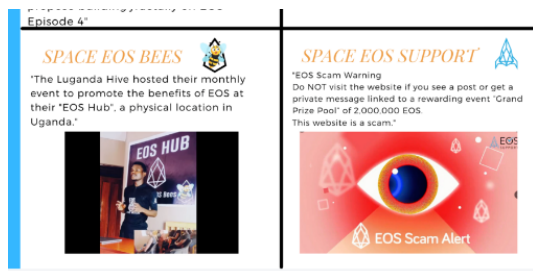 Episode 4"
SPACE EOS BEES
"The Luganda Hive hosted their monthly
event to promote the benefits of EOS at
their "EOS Hub", a physical location in
Uganda."
EOS HUB
BEES
SPACE EOS SUPPORT
"EOS Scam Warning
Do NOT visit the website if you see a post or get a
private message linked to a rewarding event "Grand
Prize Pool" of 2,000,000 EOS.
This website is a scam."
EOS
EOS Scam Alert